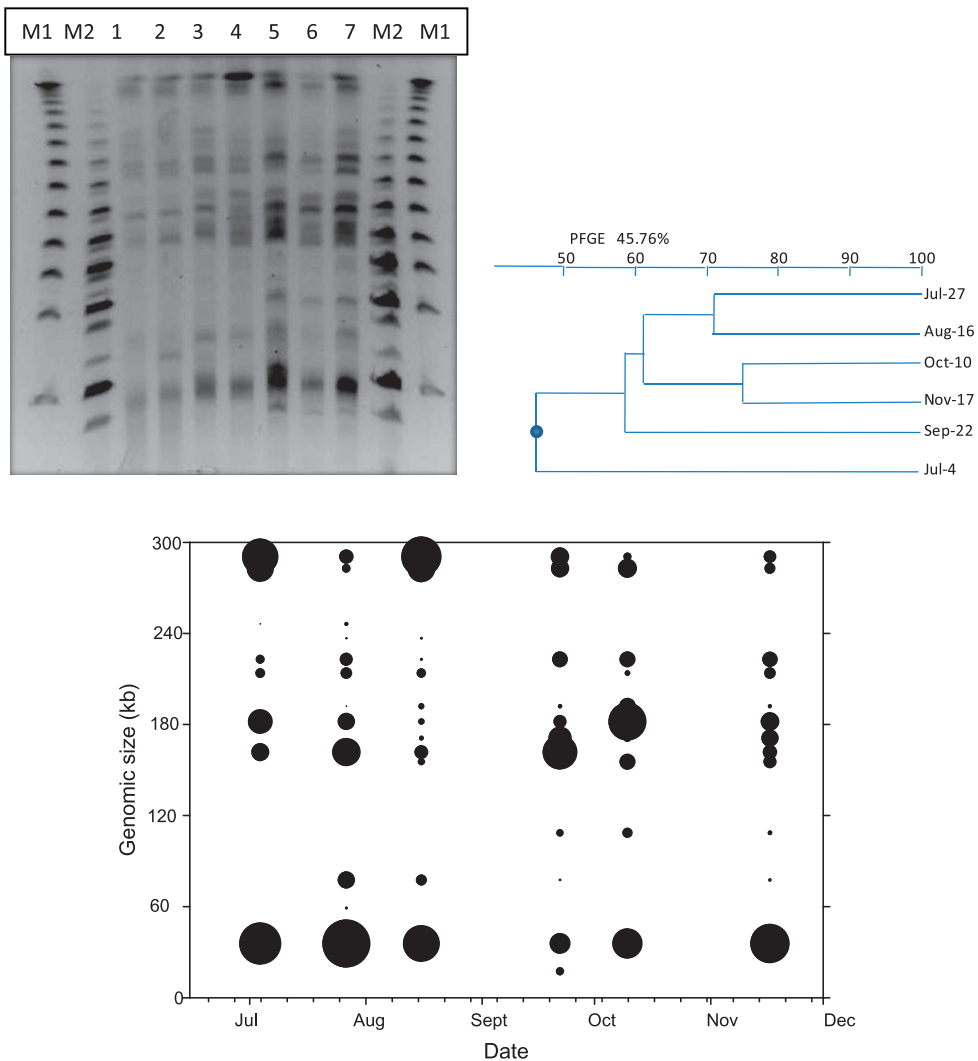 M1 M2 1 2 3 4 5 6 7 M2 M1
PFGE 45.76%
50 60 70 80 90 100
Jul-27
Aug-16
Oct-10
Nov-17
Sep-22
Jul-4
300
240
180
120
60
0
Genomic size (kb)
Jul Aug Sept Oct Nov Dec
Date